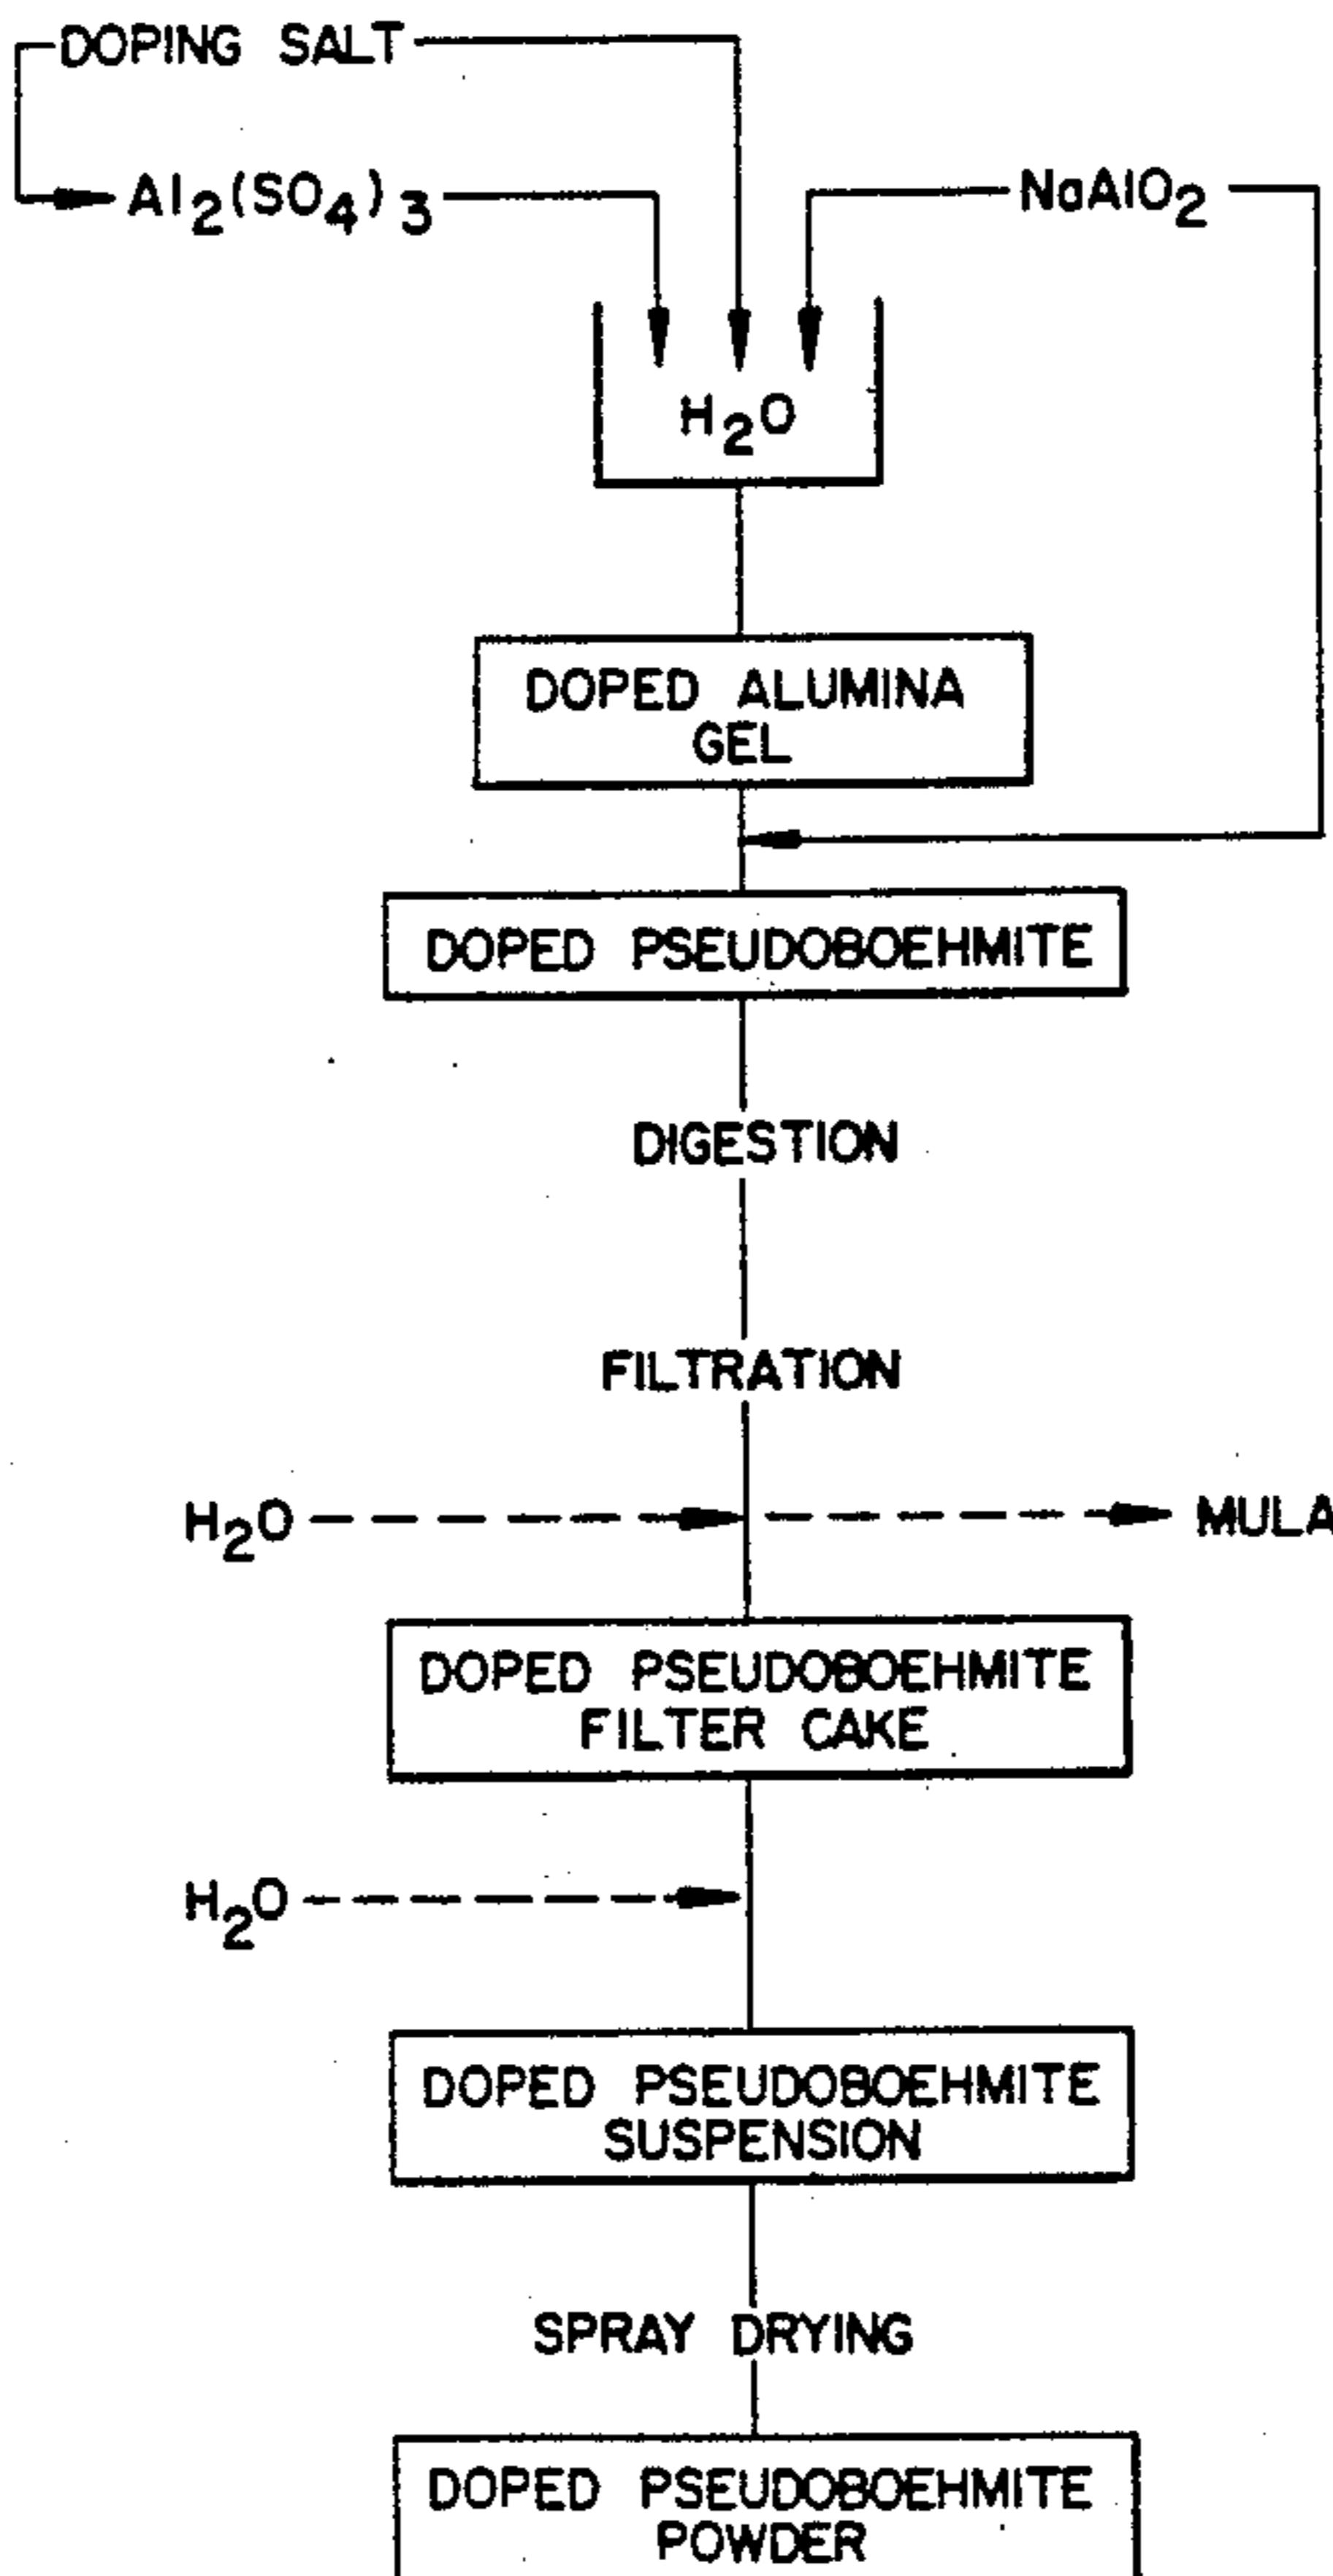 DOPING SALT
Al2(SO4)3
NaAlO2
H2O
DOPED ALUMINA
GEL
DOPED PSEUDOBOEHMITE
DIGESTION
FILTRATION
H2O
MULA
DOPED PSEUDOBOEHMITE
FILTER CAKE
H2O
DOPED PSEUDOBOEHMITE
SUSPENSION
SPRAY DRYING
DOPED PSEUDOBOEHMITE
POWDER